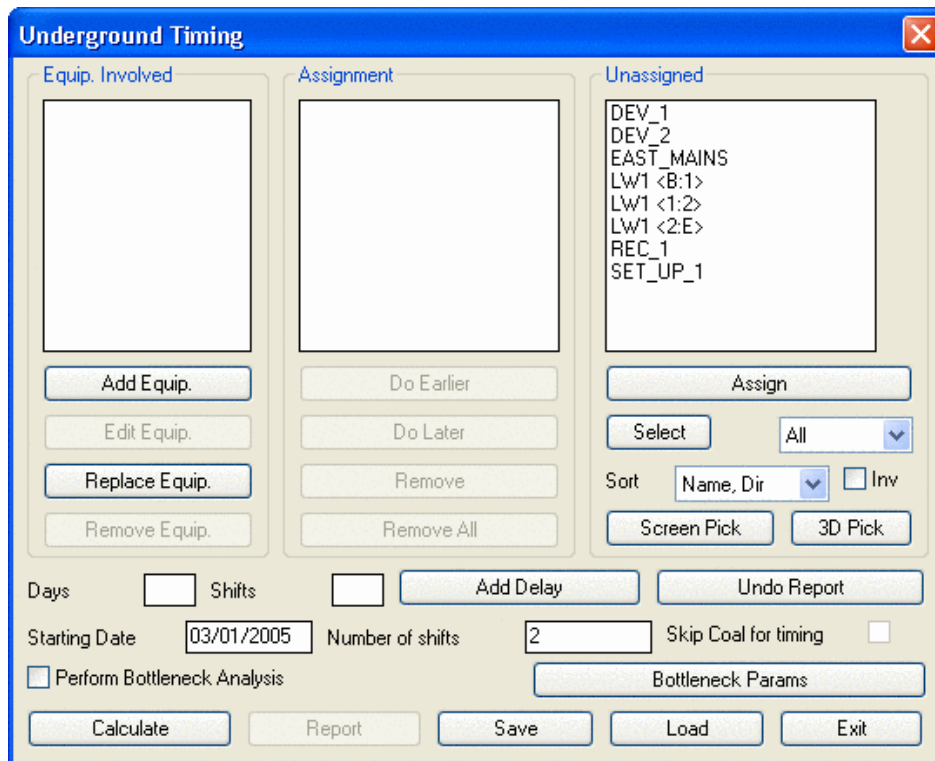 Underground Timing
Equip. Involved
Assignment
Unassigned
DEV_1
DEV_2
EAST_MAINS
LW1 <B:1>
LW1 <1:2>
LW1 <2:E>
REC_1
SET_UP_1
Add Equip.
Do Earlier
Assign
Edit Equip.
Do Later
Select
All
Replace Equip.
Remove
Sort
Name, Dir
Inv
Remove Equip.
Remove All
Screen Pick
3D Pick
Days
Shifts
Add Delay
Undo Report
Starting Date
03/01/2005
Number of shifts
2
Skip Coal for timing
Perform Bottleneck Analysis
Bottleneck Params
Calculate
Report
Save
Load
Exit